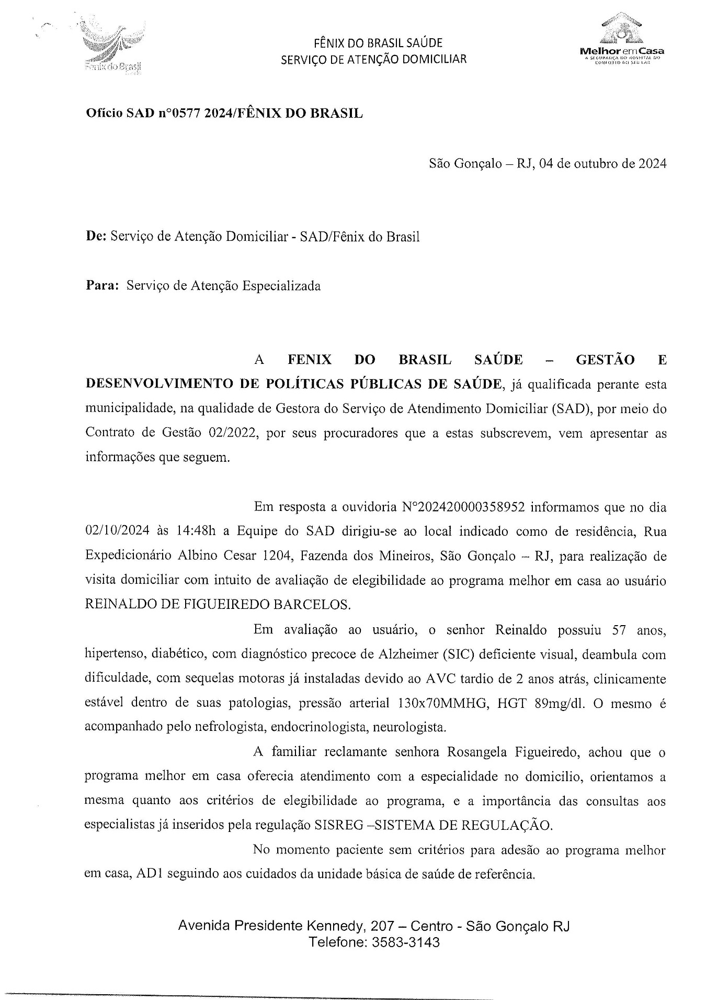 Fenix do Brasil
FÊNIX DO BRASIL SAÚDE
SERVIÇO DE ATENÇÃO DOMICILIAR
Melhor em Casa
A SEGURANÇA DO HOSPITAL NO
CONFORTO DO SEU LAR
Ofício SAD n°0577 2024/FÊNIX DO BRASIL
São Gonçalo – RJ, 04 de outubro de 2024
De: Serviço de Atenção Domiciliar - SAD/Fênix do Brasil
Para: Serviço de Atenção Especializada
A FENIX DO BRASIL SAÚDE – GESTÃO E
DESENVOLVIMENTO DE POLÍTICAS PÚBLICAS DE SAÚDE, já qualificada perante esta
municipalidade, na qualidade de Gestora do Serviço de Atendimento Domiciliar (SAD), por meio do
Contrato de Gestão 02/2022, por seus procuradores que a estas subscrevem, vem apresentar as
informações que seguem.
Em resposta a ouvidoria N°202420000358952 informamos que no dia
02/10/2024 às 14:48h a Equipe do SAD dirigiu-se ao local indicado como de residência, Rua
Expedicionário Albino Cesar 1204, Fazenda dos Mineiros, São Gonçalo – RJ, para realização de
visita domiciliar com intuito de avaliação de elegibilidade ao programa melhor em casa ao usuário
REINALDO DE FIGUEIREDO BARCELOS.
Em avaliação ao usuário, o senhor Reinaldo possuiu 57 anos,
hipertenso, diabético, com diagnóstico precoce de Alzheimer (SIC) deficiente visual, deambula com
dificuldade, com sequelas motoras já instaladas devido ao AVC tardio de 2 anos atrás, clinicamente
estável dentro de suas patologias, pressão arterial 130x70MMHG, HGT 89mg/dl. O mesmo é
acompanhado pelo nefrologista, endocrinologista, neurologista.
A familiar reclamante senhora Rosangela Figueiredo, achou que o
programa melhor em casa oferecia atendimento com a especialidade no domicilio, orientamos a
mesma quanto aos critérios de elegibilidade ao programa, e a importância das consultas aos
especialistas já inseridos pela regulação SISREG –SISTEMA DE REGULAÇÃO.
No momento paciente sem critérios para adesão ao programa melhor
em casa, AD1 seguindo aos cuidados da unidade básica de saúde de referência.
Avenida Presidente Kennedy, 207 – Centro - São Gonçalo RJ
Telefone: 3583-3143